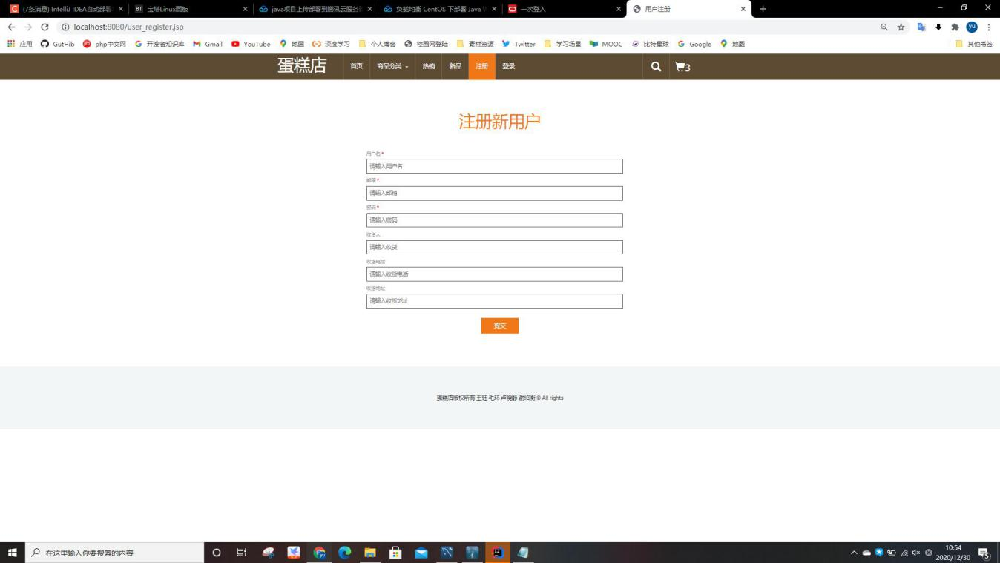 (7条消息) IntelliJ IDEA自动部署
宝塔Linux面板
java项目上传部署到腾讯云服务
负载均衡 CentOS 下部署 Java W
一次登入
用户注册
localhost:8080/user_register.jsp
应用 GutHib php中文网 开发者知识库 Gmail YouTube 地图 深度学习 个人博客 校园网登陆 素材资源 Twitter 学习场景 MOOC 比特星球 Google 地图 其他书签
蛋糕店 首页 商品分类 热销 新品 注册 登录 3
注册新用户
用户名*
请输入用户名
邮箱*
请输入邮箱
密码*
请输入密码
收货人
请输入收货
收货电话
请输入收货电话
收货地址
请输入收货地址
提交
蛋糕店版权所有 王钰 毛环 卢晓静 谢绍衡 © All rights
在这里输入你要搜索的内容
10:54
2020/12/30
5